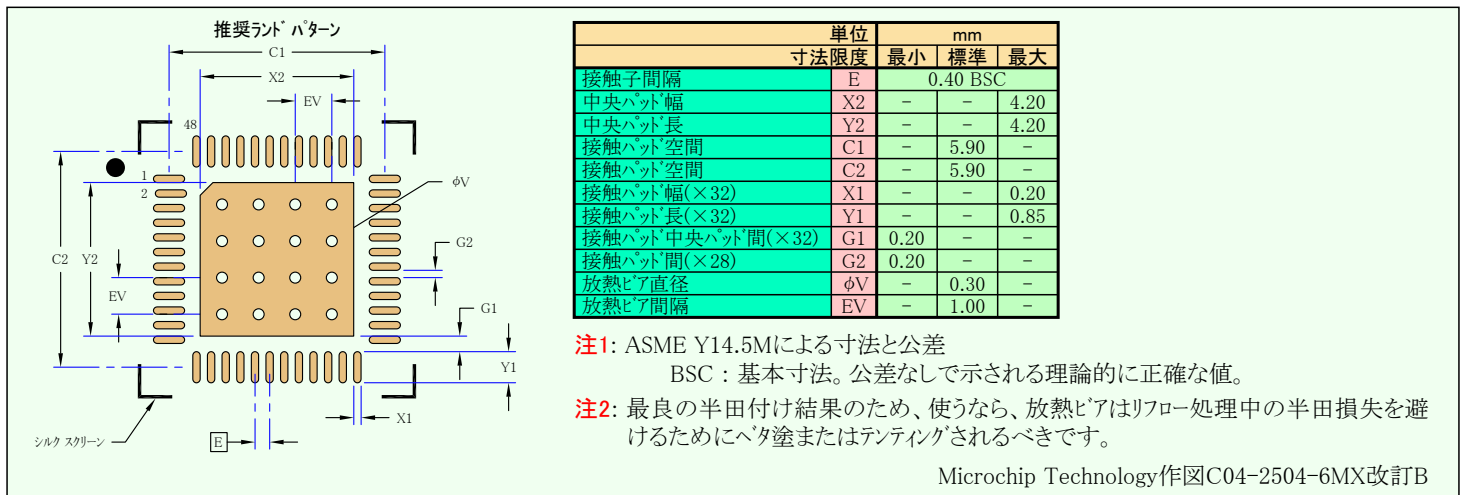 推奨ランド パターン
C1
X2
EV
48
1
2
φV
C2
Y2
G2
EV
G1
Y1
X1
シルク スクリーン
E
単位 mm
寸法限度 最小 標準 最大
接触子間隔 E 0.40 BSC
中央パッド幅 X2 - - 4.20
中央パッド長 Y2 - - 4.20
接触パッド空間 C1 - 5.90 -
接触パッド空間 C2 - 5.90 -
接触パッド幅(×32) X1 - - 0.20
接触パッド長(×32) Y1 - - 0.85
接触パッド中央パッド間(×32) G1 0.20 - -
接触パッド間(×28) G2 0.20 - -
放熱ビア直径 φV - 0.30 -
放熱ビア間隔 EV - 1.00 -
注1: ASME Y14.5Mによる寸法と公差
BSC : 基本寸法。公差なしで示される理論的に正確な値。
注2: 最良の半田付け結果のため、使うなら、放熱ビアはリフロー処理中の半田損失を避
けるためにベタ塗またはテンティングされるべきです。
Microchip Technology作図C04-2504-6MX改訂B